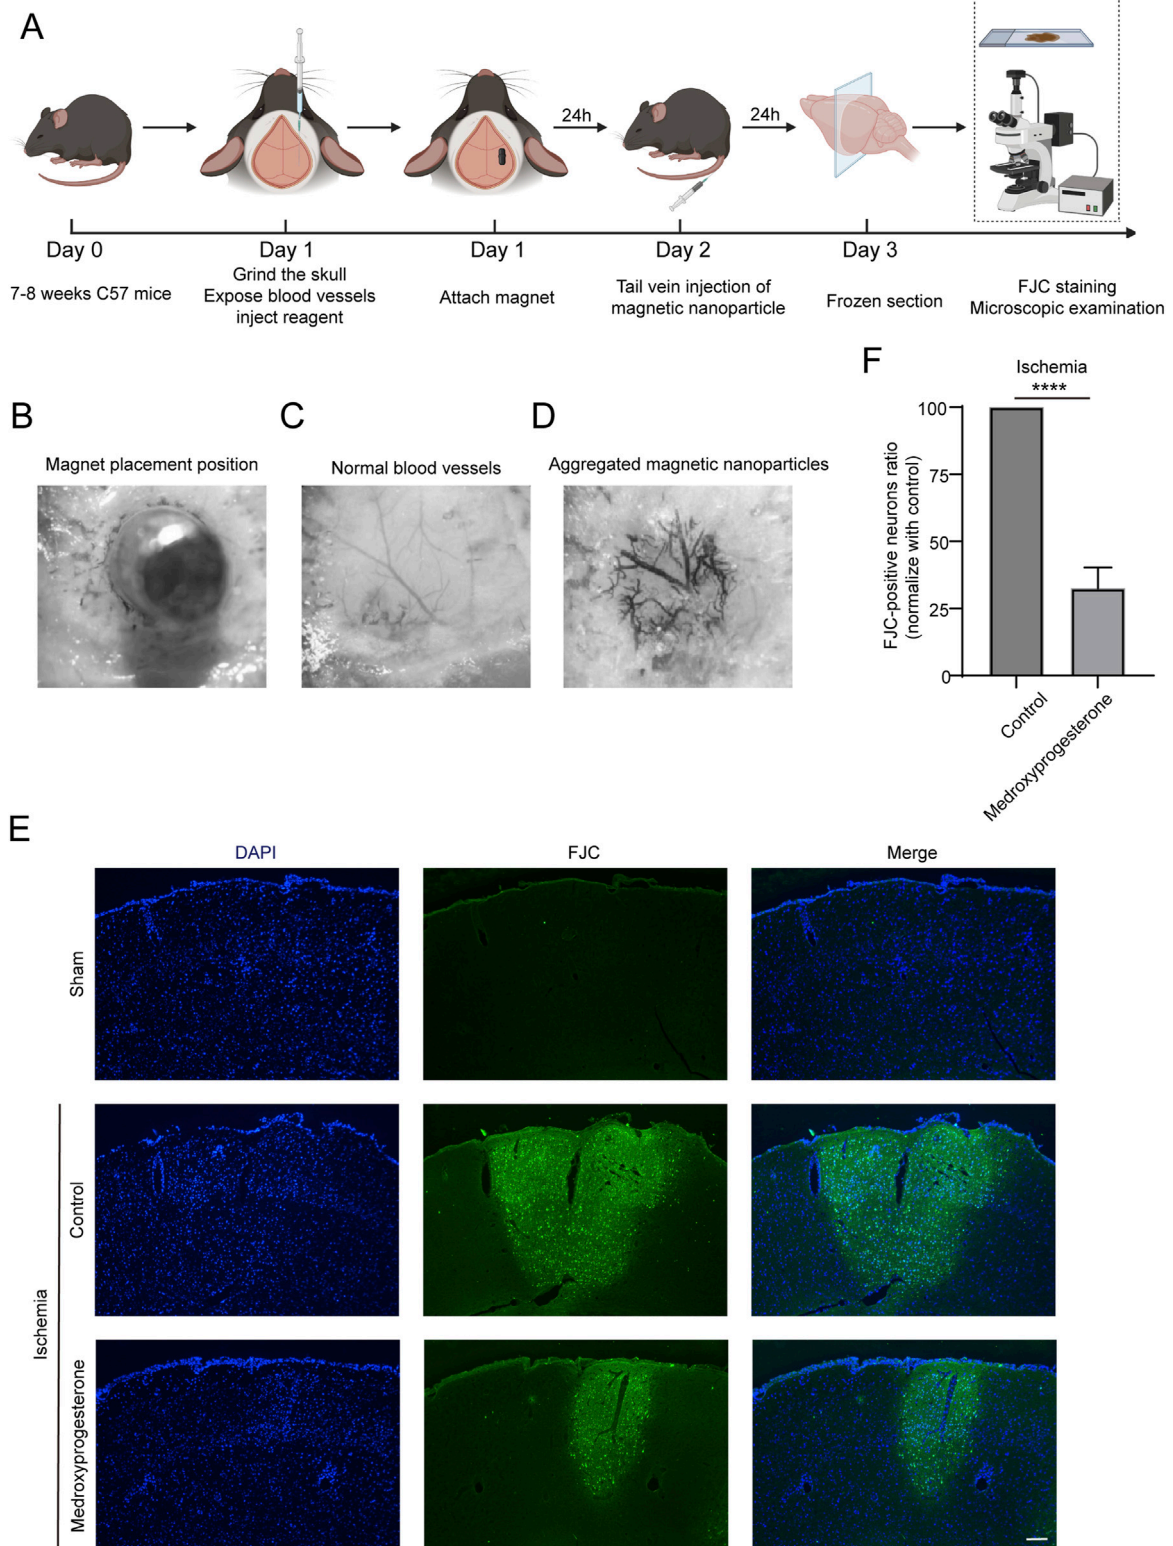 A
24h
24h
Day 0
Day 1
Day 1
Day 2
Day 3
7-8 weeks C57 mice
Grind the skull
Expose blood vessels
inject reagent
Attach magnet
Tail vein injection of
magnetic nanoparticle
Frozen section
FJC staining
Microscopic examination
B
Magnet placement position
C
Normal blood vessels
D
Aggregated magnetic nanoparticles
F
Ischemia
****
FJC-positive neurons ratio
(normalize with control)
100
75
50
25
0
Control
Medroxyprogesterone
E
DAPI
FJC
Merge
Sham
Ischemia
Control
Medroxyprogesterone